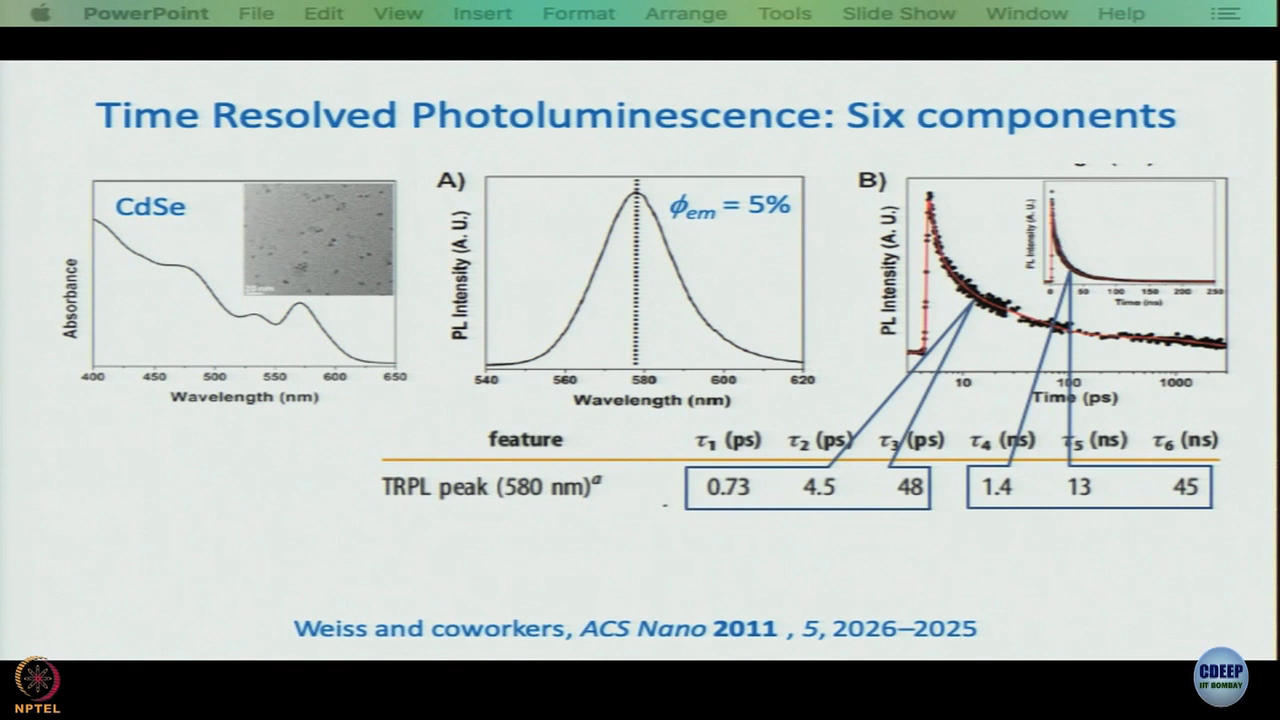 PowerPoint File Edit View Insert Format Arrange Tools Slide Show Window Help
Time Resolved Photoluminescence: Six components
CdSe
20 nm
Absorbance
400 450 500 550 600 650
Wavelength (nm)
A)
ϕem = 5%
PL Intensity (A. U.)
540 560 580 600 620
Wavelength (nm)
B)
PL Intensity (A. U.)
PL Intensity (A. U.)
0 50 100 150 200 250
Time (ns)
10 100 1000
Time (ps)
feature τ1 (ps) τ2 (ps) τ3 (ps) τ4 (ns) τ5 (ns) τ6 (ns)
TRPL peak (580 nm)a 0.73 4.5 48 1.4 13 45
Weiss and coworkers, ACS Nano 2011 , 5, 2026–2025
NPTEL
CDEEP
IIT BOMBAY